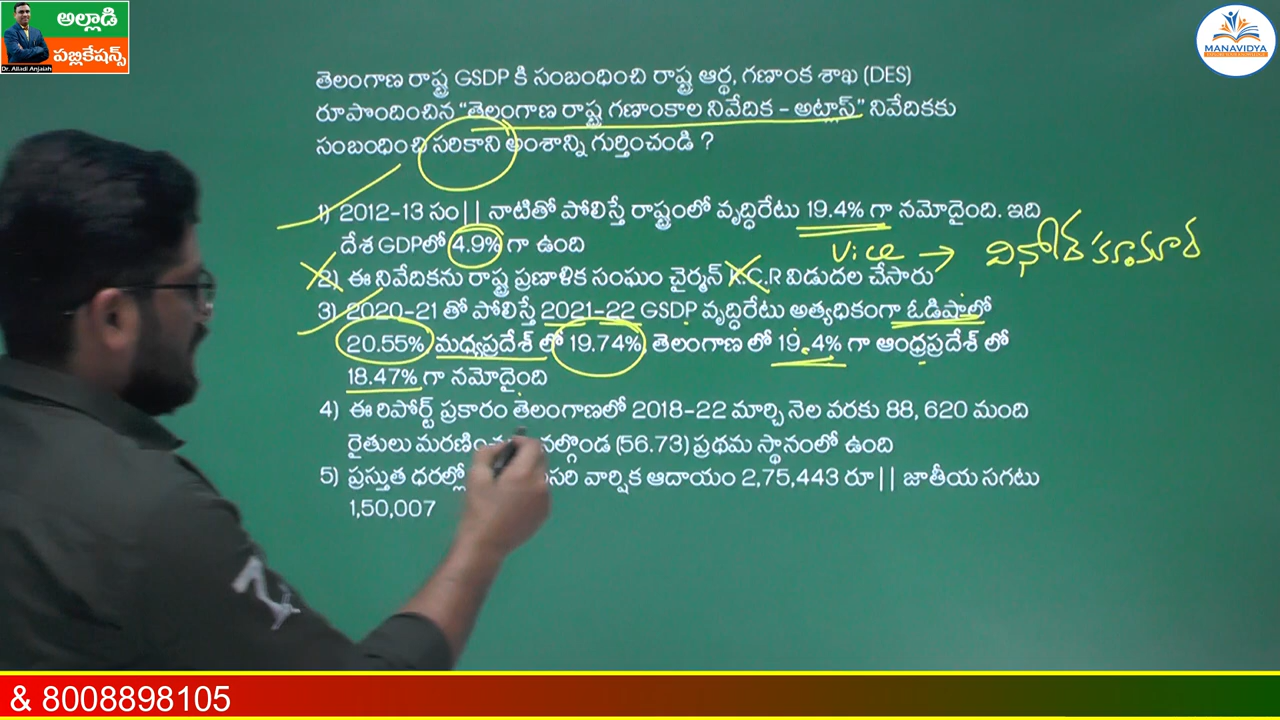 అల్లాడి
పబ్లికేషన్స్
Dr. Alladi Anjaiah
MANAVIDYA
తెలంగాణ రాష్ట్ర GSDP కి సంబంధించి రాష్ట్ర ఆర్థ, గణాంక శాఖ (DES)
రూపొందించిన "తెలంగాణ రాష్ట్ర గణాంకాల నివేదిక - అట్లాస్" నివేదికకు
సంబంధించి సరికాని అంశాన్ని గుర్తించండి ?
1) 2012-13 సం|| నాటితో పోలిస్తే రాష్ట్రంలో వృద్ధిరేటు 19.4% గా నమోదైంది. ఇది
దేశ GDPలో 4.9% గా ఉంది
Vice → వినోద్ కుమార్
2) ఈ నివేదికను రాష్ట్ర ప్రణాళిక సంఘం చైర్మన్ K.C.R విడుదల చేసారు
3) 2020-21 తో పోలిస్తే 2021-22 GSDP వృద్ధిరేటు అత్యధికంగా ఓడిషాలో
20.55%, మధ్యప్రదేశ్ లో 19.74%, తెలంగాణ లో 19.4% గా ఆంధ్రప్రదేశ్ లో
18.47% గా నమోదైంది
4) ఈ రిపోర్ట్ ప్రకారం తెలంగాణలో 2018-22 మార్చి నెల వరకు 88, 620 మంది
రైతులు నల్గొండ (56.73) ప్రథమ స్థానంలో ఉంది
5) ప్రస్తుత ధరల్లో వార్షిక ఆదాయం 2,75,443 రూ|| జాతీయ సగటు
1,50,007
& 8008898105